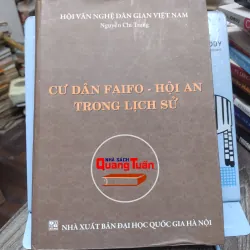 HỘI VĂN NGHỆ DÂN GIAN VIỆT NAM
Nguyễn Chí Trung
CƯ DÂN FAIFO - HỘI AN
TRONG LỊCH SỬ
NHÀ SÁCH
Quang Tuấn
NHÀ XUẤT BẢN ĐẠI HỌC QUỐC GIA HÀ NỘI